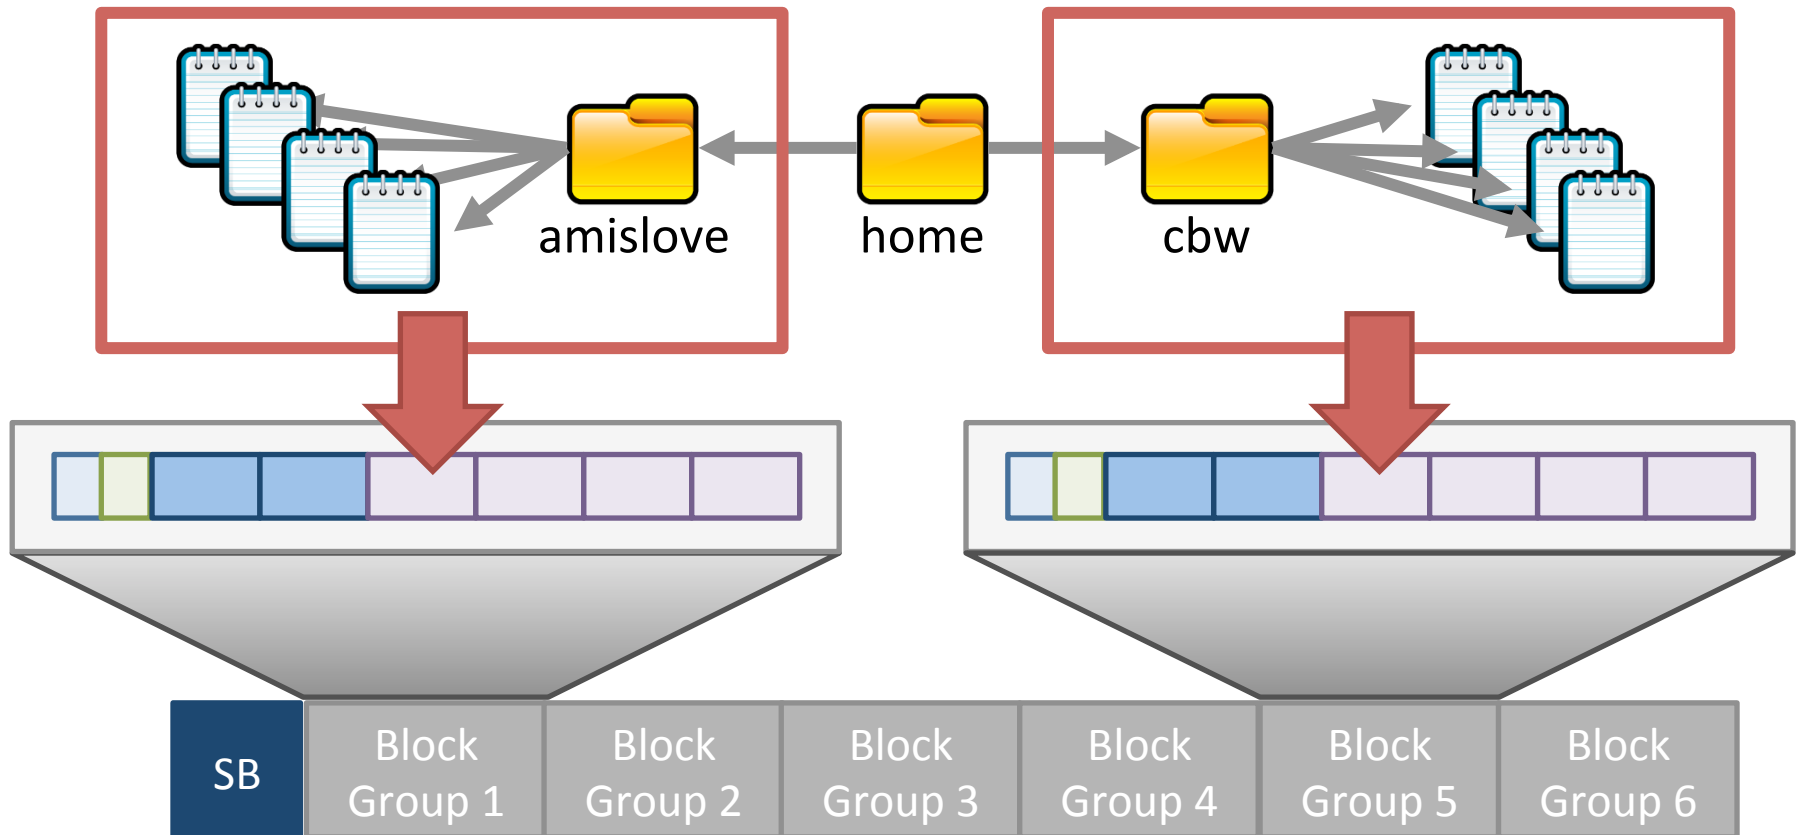 amislove
home
cbw
SB
Block
Group 1
Block
Group 2
Block
Group 3
Block
Group 4
Block
Group 5
Block
Group 6